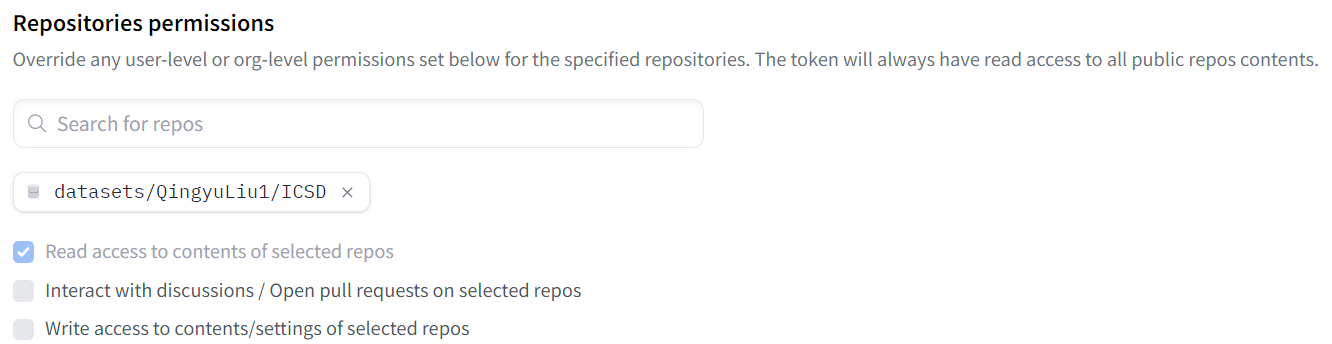 Repositories permissions
Override any user-level or org-level permissions set below for the specified repositories. The token will always have read access to all public repos contents.
Search for repos
datasets/QingyuLiu1/ICSD ×
Read access to contents of selected repos
Interact with discussions / Open pull requests on selected repos
Write access to contents/settings of selected repos